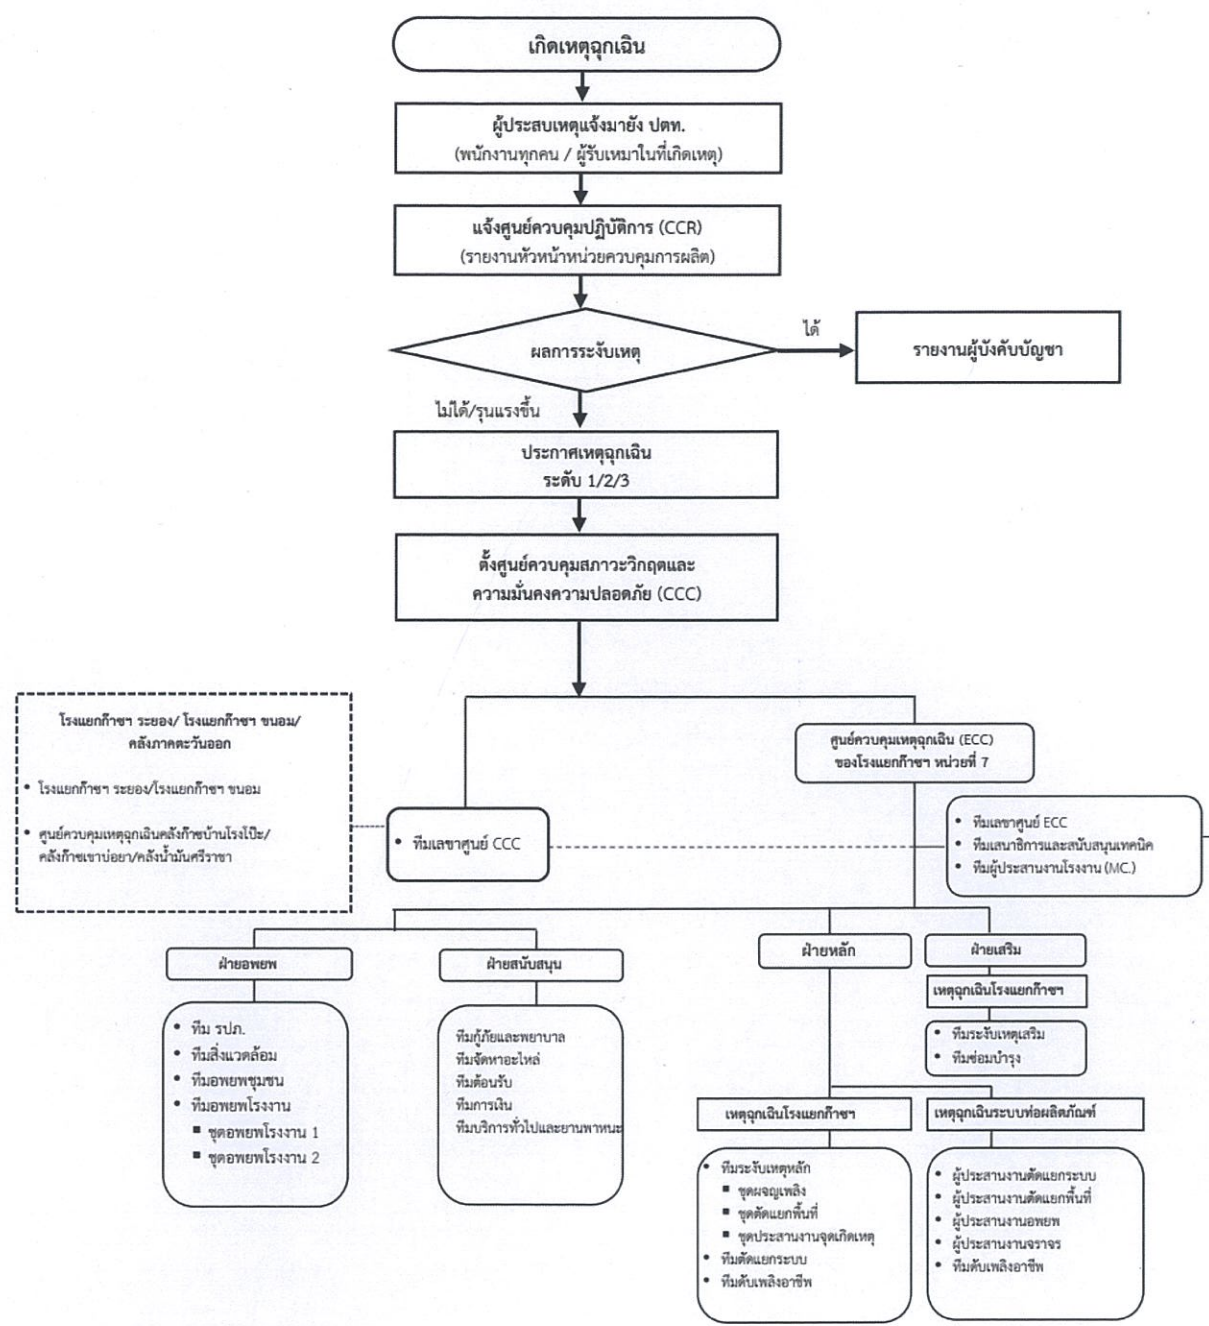 เกิดเหตุฉุกเฉิน
ผู้ประสบเหตุแจ้งมายัง ปตท.
(พนักงานทุกคน / ผู้รับเหมาในที่เกิดเหตุ)
แจ้งศูนย์ควบคุมปฏิบัติการ (CCR)
(รายงานหัวหน้าหน่วยควบคุมการผลิต)
ผลการระงับเหตุ
ได้
รายงานผู้บังคับบัญชา
ไม่ได้/รุนแรงขึ้น
ประกาศเหตุฉุกเฉิน
ระดับ 1/2/3
ตั้งศูนย์ควบคุมสภาวะวิกฤตและ
ความมั่นคงความปลอดภัย (CCC)
โรงแยกก๊าซฯ ระยอง/ โรงแยกก๊าซฯ ขนอม/
คลังภาคตะวันออก
• โรงแยกก๊าซฯ ระยอง/โรงแยกก๊าซฯ ขนอม
• ศูนย์ควบคุมเหตุฉุกเฉินคลังก๊าซบ้านโรงโป๊ะ/
คลังก๊าซเขาบ่อยา/คลังน้ำมันศรีราชา
ศูนย์ควบคุมเหตุฉุกเฉิน (ECC)
ของโรงแยกก๊าซฯ หน่วยที่ 7
• ทีมเลขาศูนย์ CCC
• ทีมเลขาศูนย์ ECC
• ทีมเสนาธิการและสนับสนุนเทคนิค
• ทีมผู้ประสานงานโรงงาน (MC.)
ฝ่ายอพยพ
• ทีม รปภ.
• ทีมสิ่งแวดล้อม
• ทีมอพยพชุมชน
• ทีมอพยพโรงงาน
■ ชุดอพยพโรงงาน 1
■ ชุดอพยพโรงงาน 2
ฝ่ายสนับสนุน
ทีมกู้ภัยและพยาบาล
ทีมจัดหาอะไหล่
ทีมต้อนรับ
ทีมการเงิน
ทีมบริการทั่วไปและยานพาหนะ
ฝ่ายหลัก
ฝ่ายเสริม
เหตุฉุกเฉินโรงแยกก๊าซฯ
• ทีมระงับเหตุเสริม
• ทีมซ่อมบำรุง
เหตุฉุกเฉินโรงแยกก๊าซฯ
• ทีมระงับเหตุหลัก
■ ชุดผจญเพลิง
■ ชุดตัดแยกพื้นที่
■ ชุดประสานงานจุดเกิดเหตุ
• ทีมตัดแยกระบบ
• ทีมดับเพลิงอาชีพ
เหตุฉุกเฉินระบบท่อผลิตภัณฑ์
• ผู้ประสานงานตัดแยกระบบ
• ผู้ประสานงานตัดแยกพื้นที่
• ผู้ประสานงานอพยพ
• ผู้ประสานงานจราจร
• ทีมดับเพลิงอาชีพ